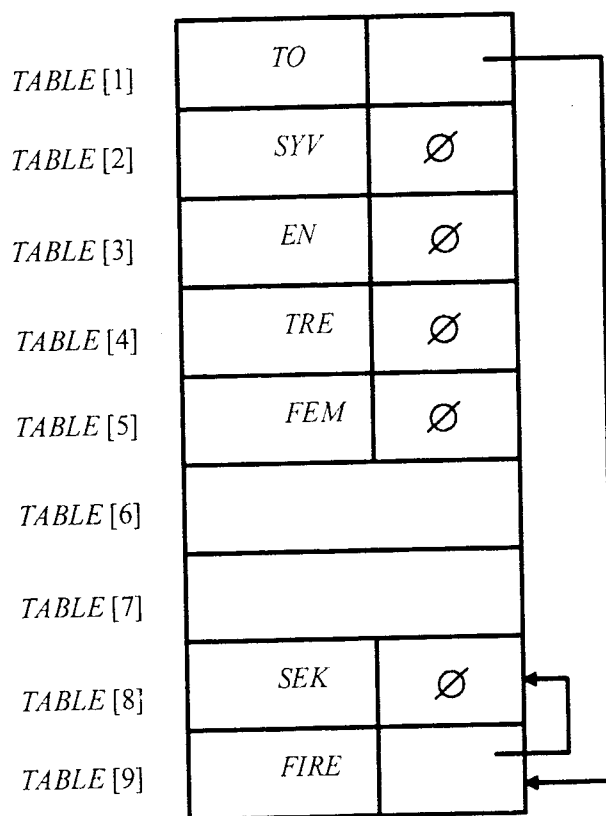 TABLE [1] TO
TABLE [2] SYV Ø
TABLE [3] EN Ø
TABLE [4] TRE Ø
TABLE [5] FEM Ø
TABLE [6]
TABLE [7]
TABLE [8] SEK Ø
TABLE [9] FIRE